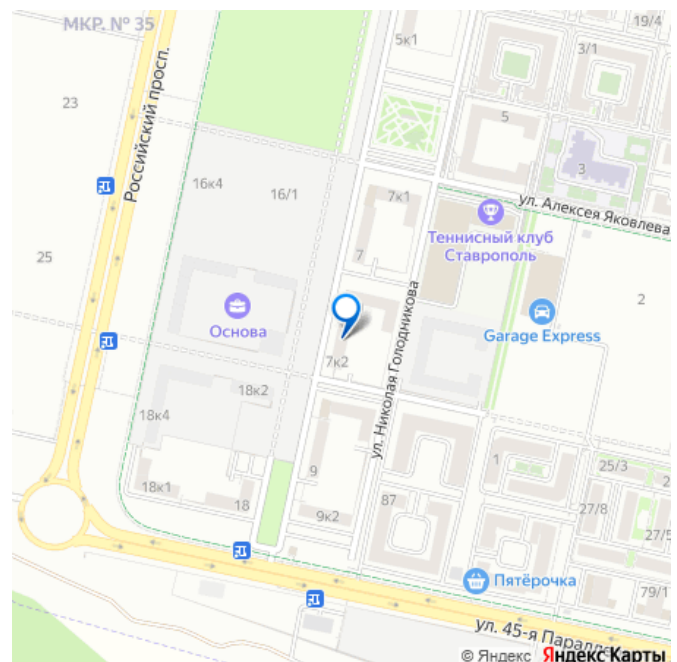 МКР. № 35
19/4
5к1
3/1
23
Российский просп.
5
3
16к4
16/1
7к1
ул. Алексея Яковлева
Теннисный клуб
Ставрополь
7
25
2
Основа
Garage Express
ул. Николая Голодникова
7к2
18к2
18к4
9
1
25/3
2
18к1
18
87
27/8
9к2
27/5
Пятёрочка
79/1
ул. 45-я Паралле
© Яндекс Яндекс Карты